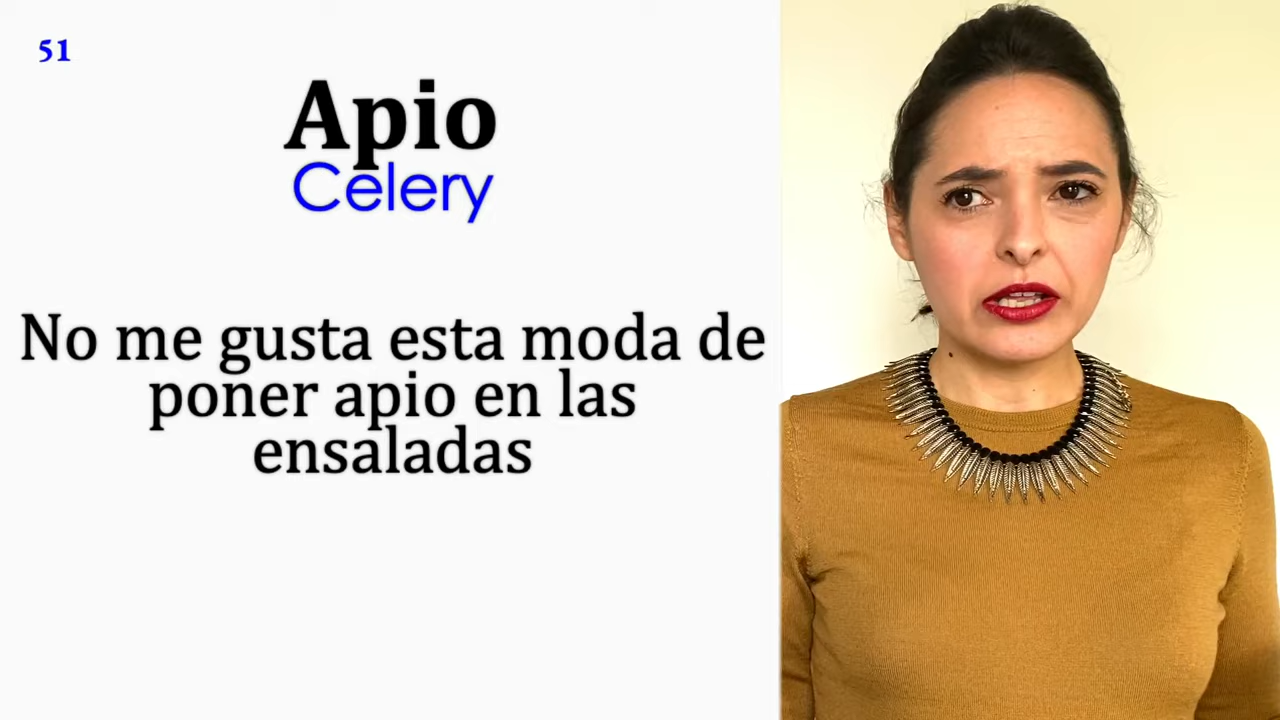 51
Apio
Celery
No me gusta esta moda de
poner apio en las
ensaladas